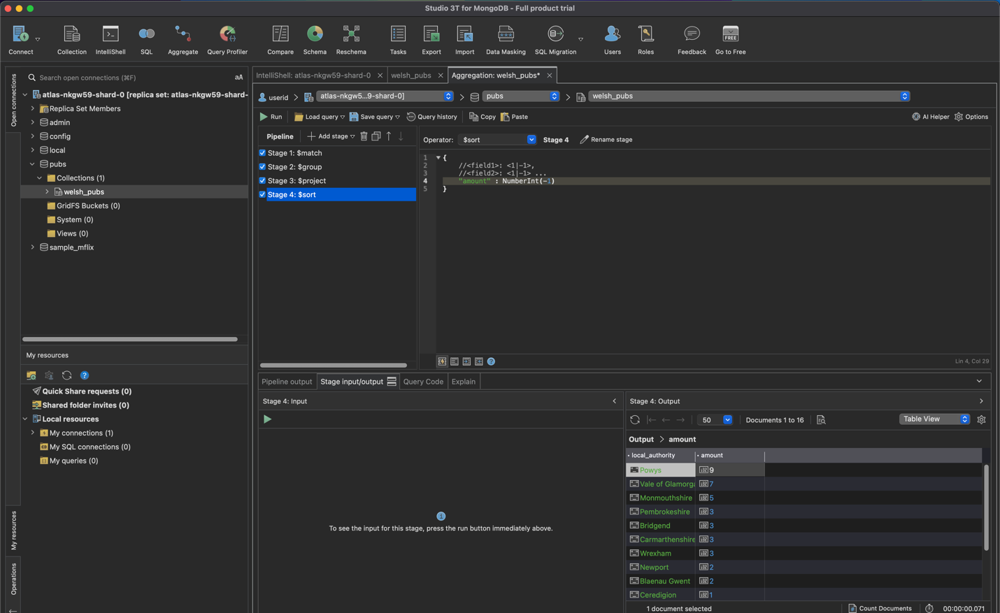 Studio 3T for MongoDB - Full product trial
Connect
Collection
IntelliShell
SQL
Aggregate
Query Profiler
Compare
Schema
Reschema
Tasks
Export
Import
Data Masking
SQL Migration
Users
Roles
Feedback
FREE
Go to Free
Open connections
Search open connections (⌘F)
aA
atlas-nkgw59-shard-0 [replica set: atlas-nkgw59-shard-
Replica Set Members
admin
config
local
pubs
Collections (1)
welsh_pubs
GridFS Buckets (0)
System (0)
Views (0)
sample_mflix
My resources
Quick Share requests (0)
Shared folder invites (0)
Local resources
My connections (1)
My SQL connections (0)
My queries (0)
My resources
Operations
IntelliShell: atlas-nkgw59-shard-0
welsh_pubs
Aggregation: welsh_pubs*
userid
atlas-nkgw5...9-shard-0]
pubs
welsh_pubs
Run
Load query
Save query
Query history
Copy
Paste
AI Helper
Options
Pipeline
Add stage
Stage 1: $match
Stage 2: $group
Stage 3: $project
Stage 4: $sort
Operator:
$sort
Stage 4
Rename stage
1 {
2 //<field1>: <1|-1>,
3 //<field2>: <1|-1> ...
4 "amount" : NumberInt(-1)
5 }
Lin 4, Col 29
Pipeline output
Stage input/output
Query Code
Explain
Stage 4: Input
To see the input for this stage, press the run button immediately above.
Stage 4: Output
50
Documents 1 to 16
Table View
Output > amount
local_authority
amount
Powys 9
Vale of Glamorga 7
Monmouthshire 5
Pembrokeshire 3
Bridgend 3
Carmarthenshire 3
Wrexham 3
Newport 2
Blaenau Gwent 2
Ceredigion 1
1 document selected
Count Documents
00:00:00.071